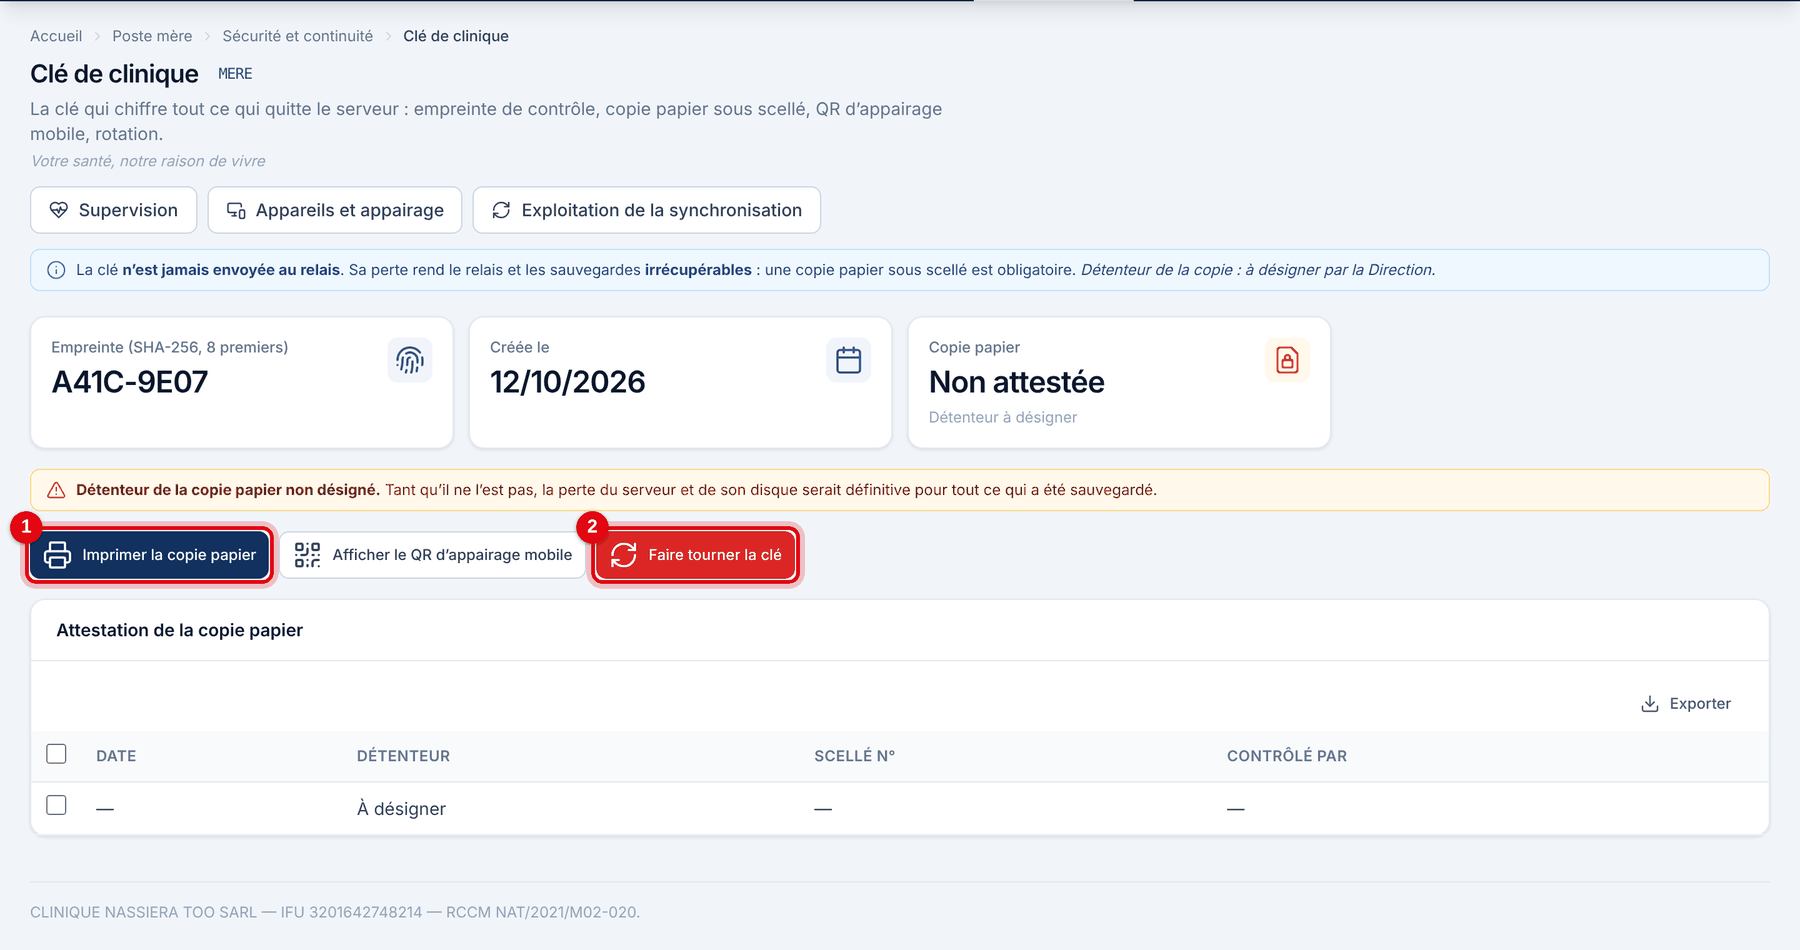 Accueil > Poste mère > Sécurité et continuité > Clé de clinique
Clé de clinique MERE
La clé qui chiffre tout ce qui quitte le serveur : empreinte de contrôle, copie papier sous scellé, QR d’appairage
mobile, rotation.
Votre santé, notre raison de vivre
Supervision Appareils et appairage Exploitation de la synchronisation
La clé n’est jamais envoyée au relais. Sa perte rend le relais et les sauvegardes irrécupérables : une copie papier sous scellé est obligatoire. Détenteur de la copie : à désigner par la Direction.
Empreinte (SHA-256, 8 premiers)
A41C-9E07
Créée le
12/10/2026
Copie papier
Non attestée
Détenteur à désigner
Détenteur de la copie papier non désigné. Tant qu’il ne l’est pas, la perte du serveur et de son disque serait définitive pour tout ce qui a été sauvegardé.
1 Imprimer la copie papier Afficher le QR d’appairage mobile 2 Faire tourner la clé
Attestation de la copie papier
Exporter
DATE DÉTENTEUR SCELLÉ N° CONTRÔLÉ PAR
— À désigner — —
CLINIQUE NASSIERA TOO SARL — IFU 3201642748214 — RCCM NAT/2021/M02-020.